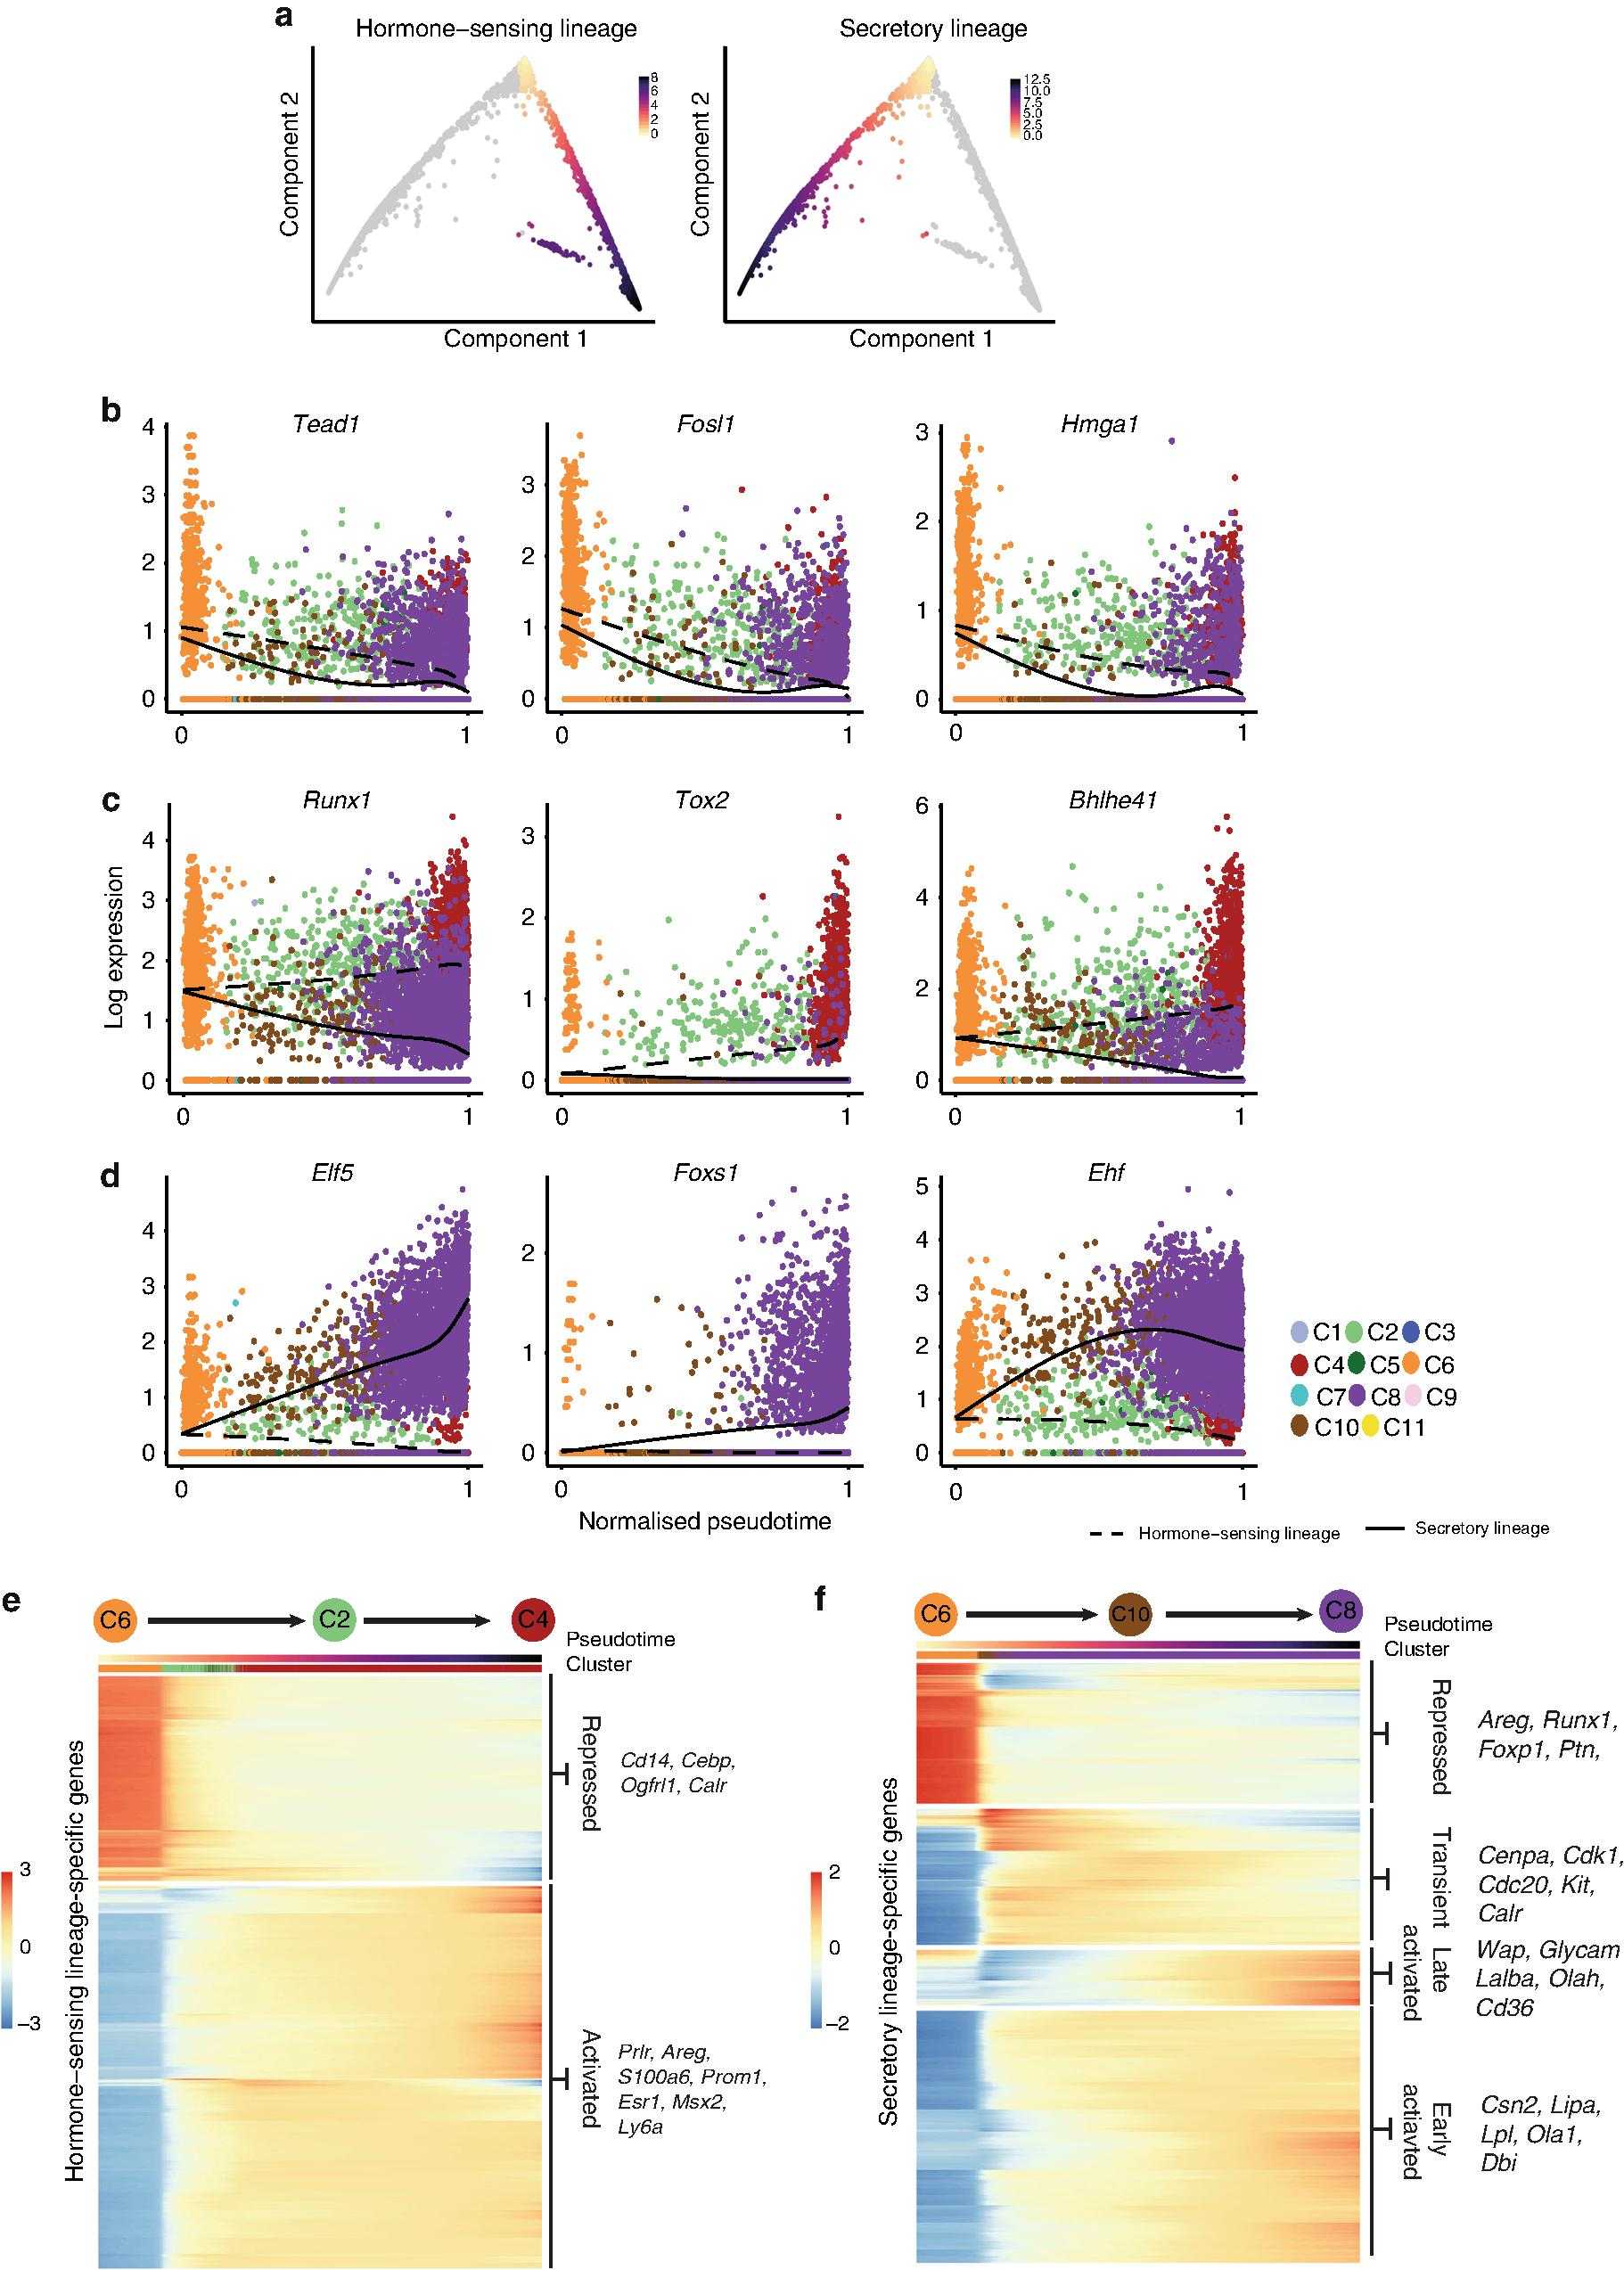 a
Hormone−sensing lineage
Secretory lineage
Component 2
8
6
4
2
0
Component 1
Component 2
12.5
10.0
7.5
5.0
2.5
0.0
Component 1
b
Tead1
Fosl1
Hmga1
4
3
2
1
0
0 1
3
2
1
0
0 1
3
2
1
0
0 1
c
Runx1
Tox2
Bhlhe41
Log expression
4
3
2
1
0
0 1
3
2
1
0
0 1
6
4
2
0
0 1
d
Elf5
Foxs1
Ehf
4
3
2
1
0
0 1
2
1
0
0 1
5
4
3
2
1
0
0 1
Normalised pseudotime
C1 C2 C3
C4 C5 C6
C7 C8 C9
C10 C11
Hormone−sensing lineage
Secretory lineage
e
C6 C2 C4
Pseudotime
Cluster
Hormone−sensing lineage-specific genes
3
0
−3
Repressed
Cd14, Cebp,
Ogfrl1, Calr
Activated
Prlr, Areg,
S100a6, Prom1,
Esr1, Msx2,
Ly6a
f
C6 C10 C8
Pseudotime
Cluster
Secretory lineage-specific genes
2
0
−2
Repressed
Areg, Runx1,
Foxp1, Ptn,
Transient
Cenpa, Cdk1,
Cdc20, Kit,
Calr
Late
activated
Wap, Glycam
Lalba, Olah,
Cd36
Early
actiavted
Csn2, Lipa,
Lpl, Ola1,
Dbi